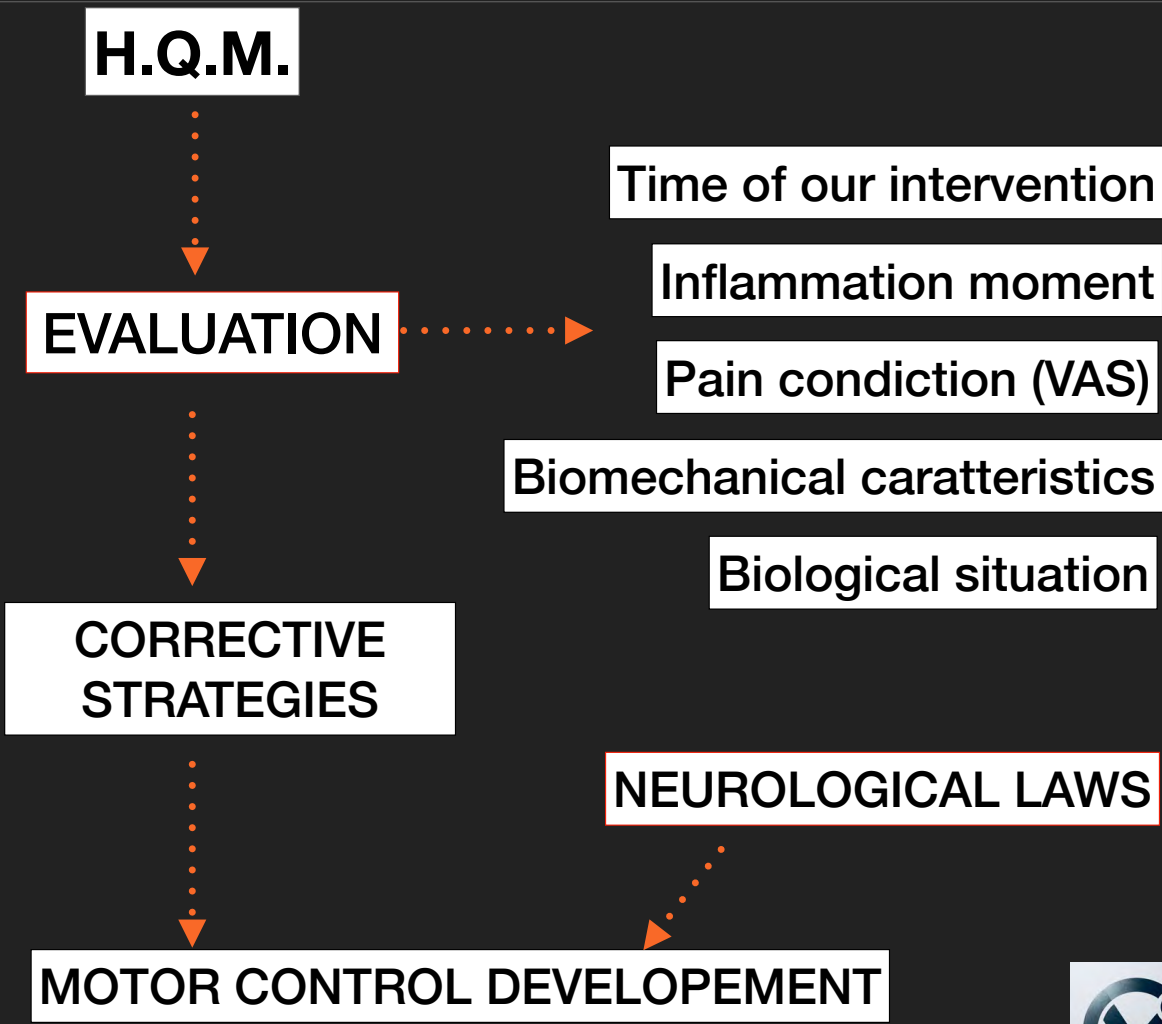 H.Q.M.
EVALUATION
Time of our intervention
Inflammation moment
Pain condiction (VAS)
Biomechanical caratteristics
Biological situation
CORRECTIVE
STRATEGIES
NEUROLOGICAL LAWS
MOTOR CONTROL DEVELOPEMENT